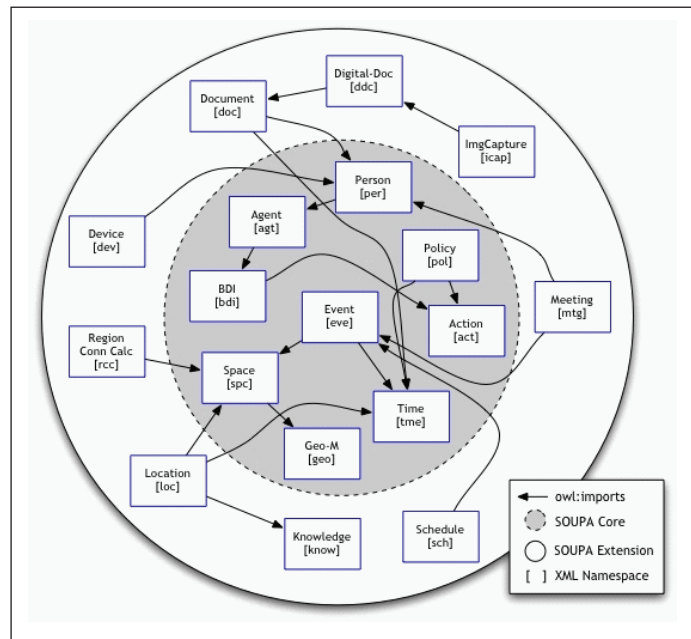 Digital-Doc
[ddc]
Document
[doc]
ImgCapture
[icap]
Person
[per]
Agent
[agt]
Device
[dev]
Policy
[pol]
BDI
[bdi]
Event
[eve]
Action
[act]
Meeting
[mtg]
Region
Conn Calc
[rcc]
Space
[spc]
Time
[tme]
Geo-M
[geo]
Location
[loc]
Knowledge
[know]
Schedule
[sch]
owl:imports
SOUPA Core
SOUPA Extension
[ ] XML Namespace